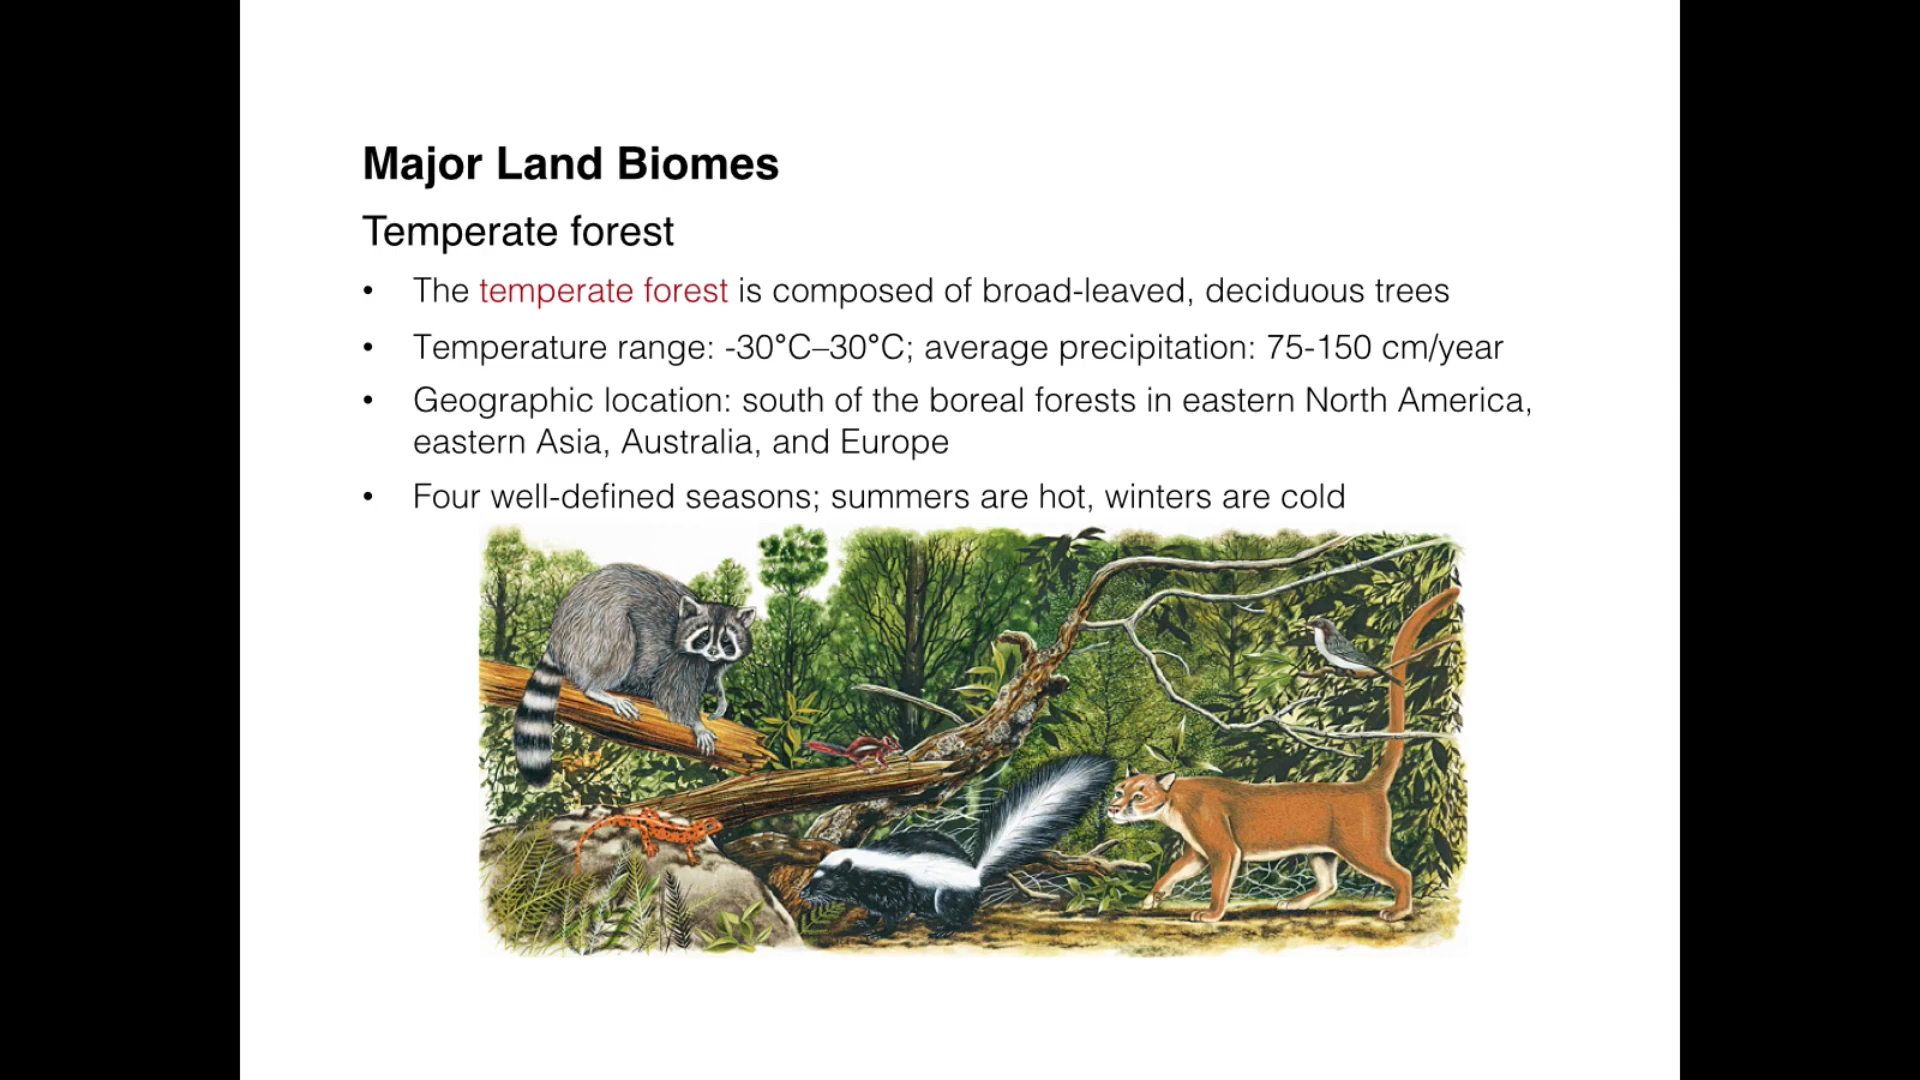 Major Land Biomes
Temperate forest
• The temperate forest is composed of broad-leaved, deciduous trees
• Temperature range: -30°C–30°C; average precipitation: 75-150 cm/year
• Geographic location: south of the boreal forests in eastern North America,
eastern Asia, Australia, and Europe
• Four well-defined seasons; summers are hot, winters are cold